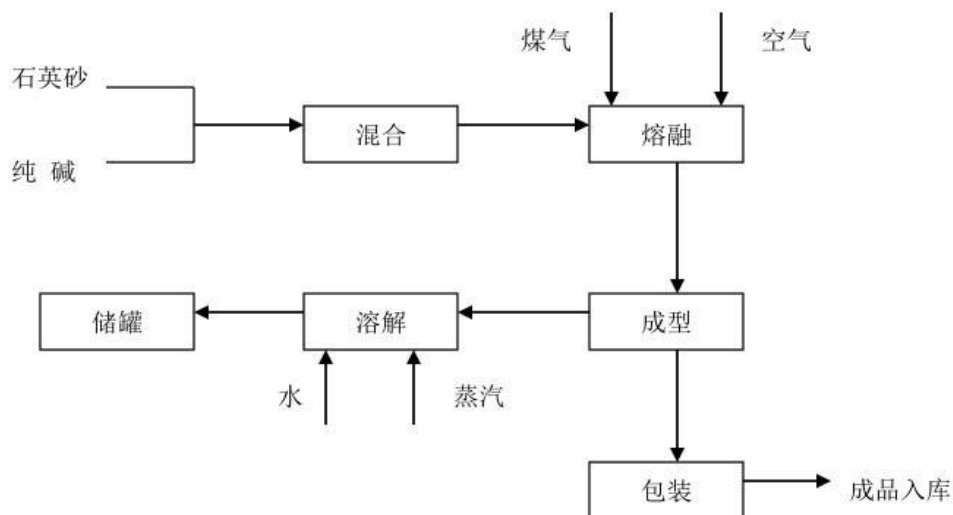 煤气
空气
石英砂
混合
熔融
纯 碱
储罐
溶解
成型
水
蒸汽
包装
成品入库